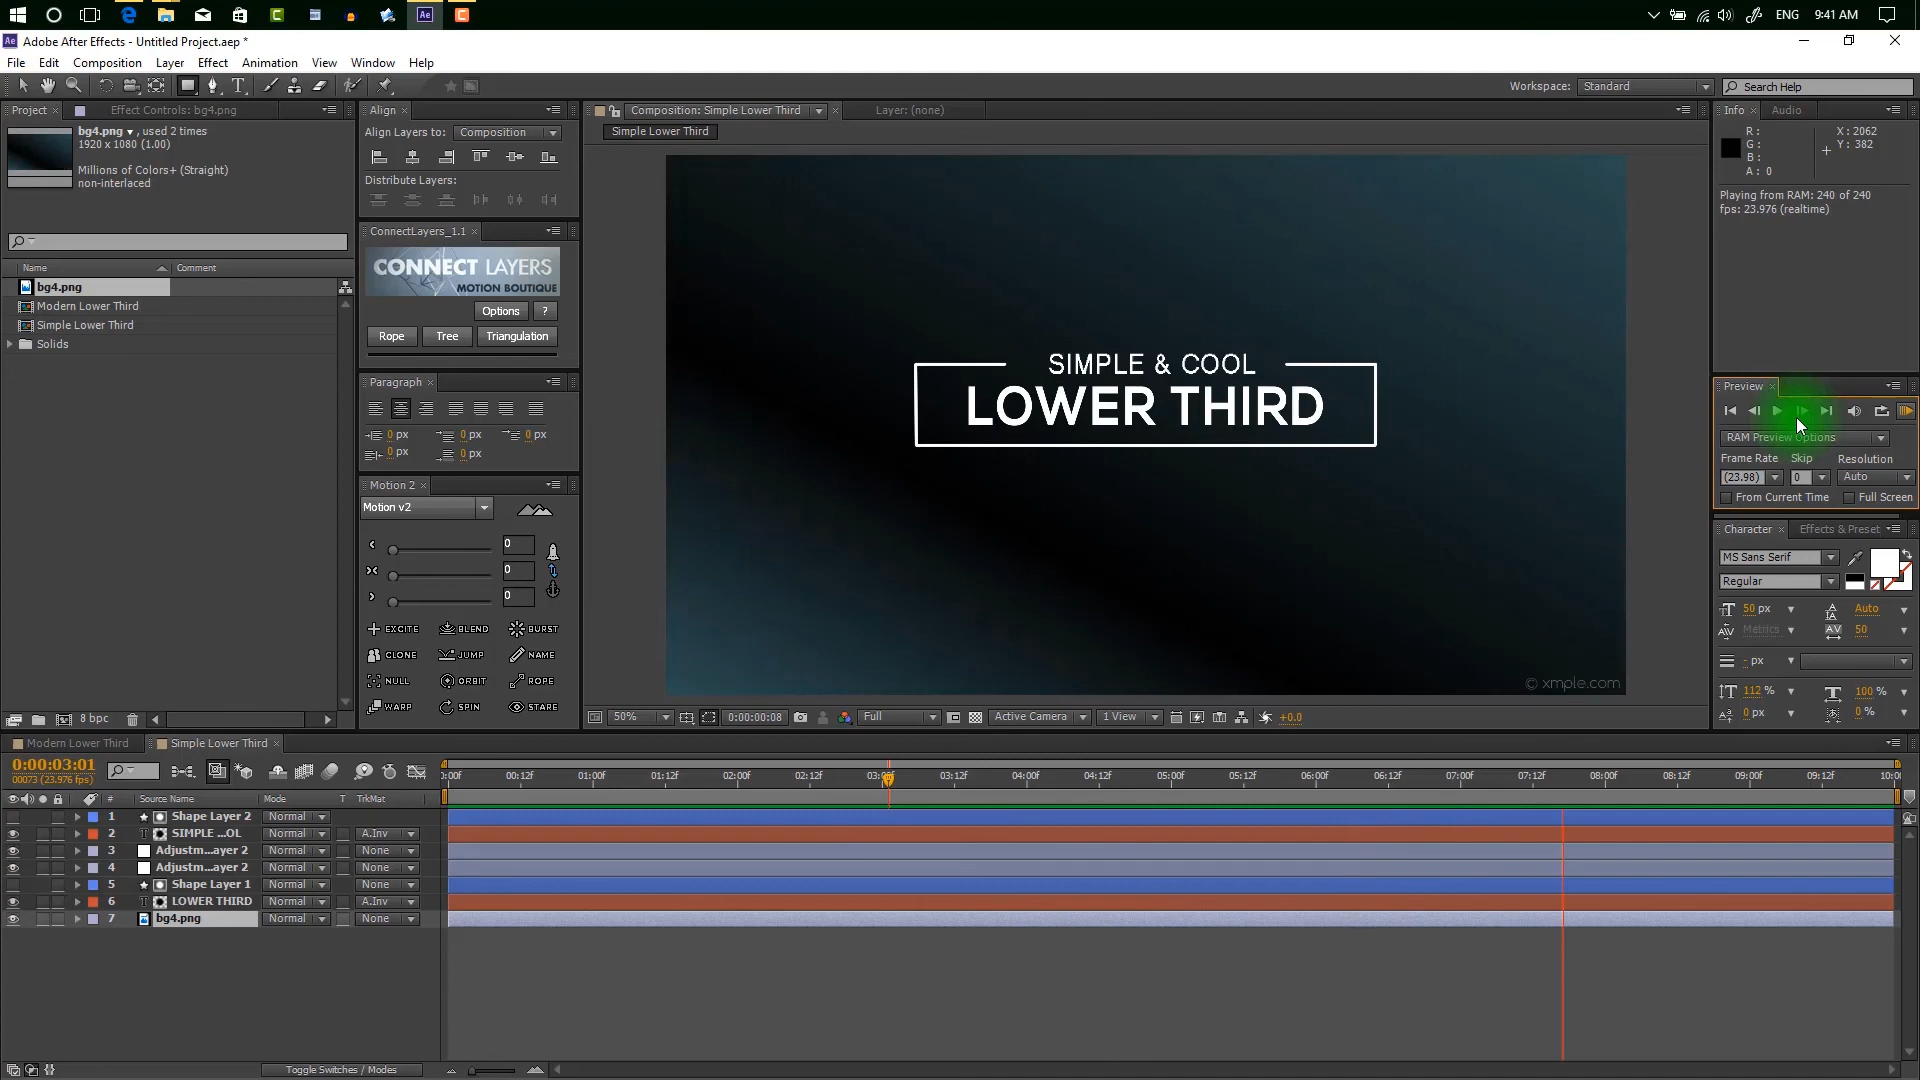 Ae
C
Ae
C
ENG
9:41 AM
Ae Adobe After Effects - Untitled Project.aep *
File Edit Composition Layer Effect Animation View Window Help
Workspace: Standard
Search Help
Project
Effect Controls: bg4.png
bg4.png, used 2 times
1920 x 1080 (1.00)
Millions of Colors+ (Straight)
non-interlaced
Name Comment
bg4.png
Modern Lower Third
Simple Lower Third
Solids
8 bpc
Align
Align Layers to: Composition
Distribute Layers:
ConnectLayers_1.1
CONNECT LAYERS
MOTION BOUTIQUE
Options ?
Rope Tree Triangulation
Paragraph
0 px 0 px 0 px
0 px 0 px
Motion 2
Motion v2
0
0
0
EXCITE BLEND BURST
CLONE JUMP NAME
NULL ORBIT ROPE
WARP SPIN STARE
Composition: Simple Lower Third
Layer: (none)
Simple Lower Third
SIMPLE & COOL
LOWER THIRD
© xmple.com
50% 0:00:00:08 Full Active Camera 1 View +0.0
Info Audio
R: X: 2062
G: Y: 382
B:
A: 0
Playing from RAM: 240 of 240
fps: 23.976 (realtime)
Preview
RAM Preview Options
Frame Rate Skip Resolution
(23.98) 0 Auto
From Current Time Full Screen
Character Effects & Preset
MS Sans Serif
Regular
50 px Auto
Metrics 50
- px
112 % 100 %
0 px 0 %
Modern Lower Third Simple Lower Third
0:00:03:01
00073 (23.976 fps)
# Source Name Mode T TrkMat
:00f 00:12f 01:00f 01:12f 02:00f 02:12f 03:00f 03:12f 04:00f 04:12f 05:00f 05:12f 06:00f 06:12f 07:00f 07:12f 08:00f 08:12f 09:00f 09:12f 10:00
1 Shape Layer 2 Normal
2 T SIMPLE ...OL Normal A.Inv
3 Adjustm...ayer 2 Normal None
4 Adjustm...ayer 2 Normal None
5 Shape Layer 1 Normal None
6 T LOWER THIRD Normal A.Inv
7 bg4.png Normal None
Toggle Switches / Modes